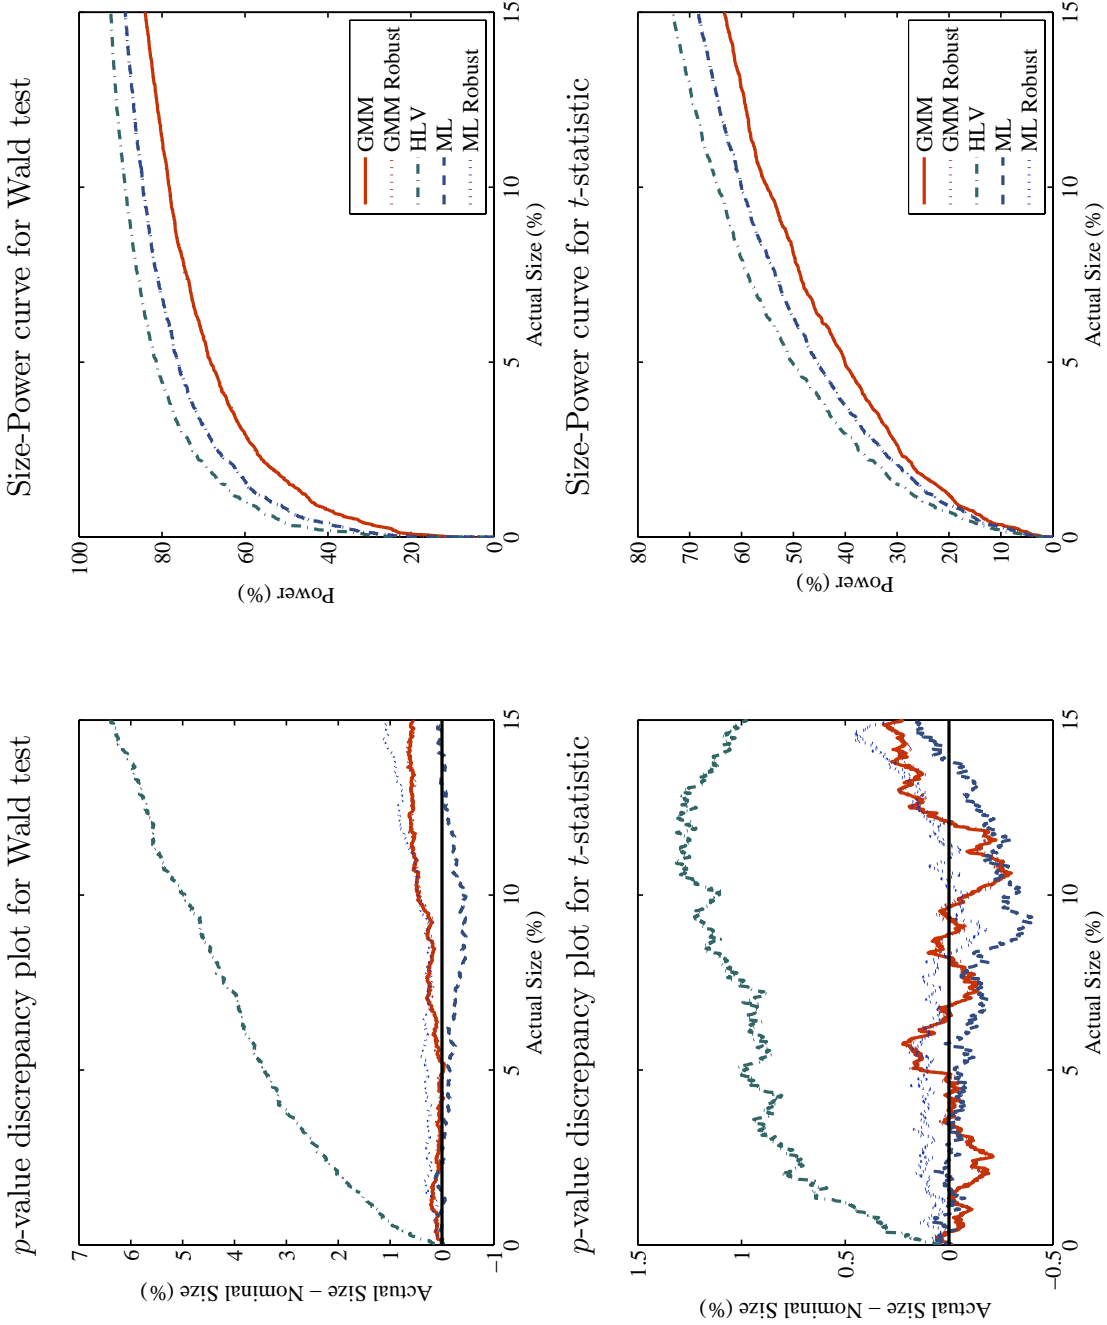 p-value discrepancy plot for Wald test
Actual Size – Nominal Size (%)
7
6
5
4
3
2
1
0
−1
0
5
10
15
Actual Size (%)
Size-Power curve for Wald test
Power (%)
100
80
60
40
20
0
0
5
10
15
Actual Size (%)
GMM
GMM Robust
HLV
ML
ML Robust
p-value discrepancy plot for t-statistic
Actual Size – Nominal Size (%)
1.5
1
0.5
0
−0.5
0
5
10
15
Actual Size (%)
Size-Power curve for t-statistic
Power (%)
80
70
60
50
40
30
20
10
0
0
5
10
15
Actual Size (%)
GMM
GMM Robust
HLV
ML
ML Robust